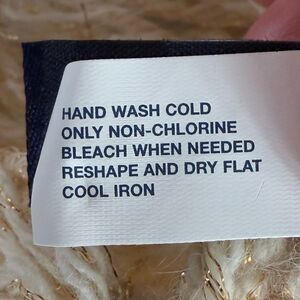 HAND WASH COLD
ONLY NON-CHLORINE
BLEACH WHEN NEEDED
RESHAPE AND DRY FLAT
COOL IRON